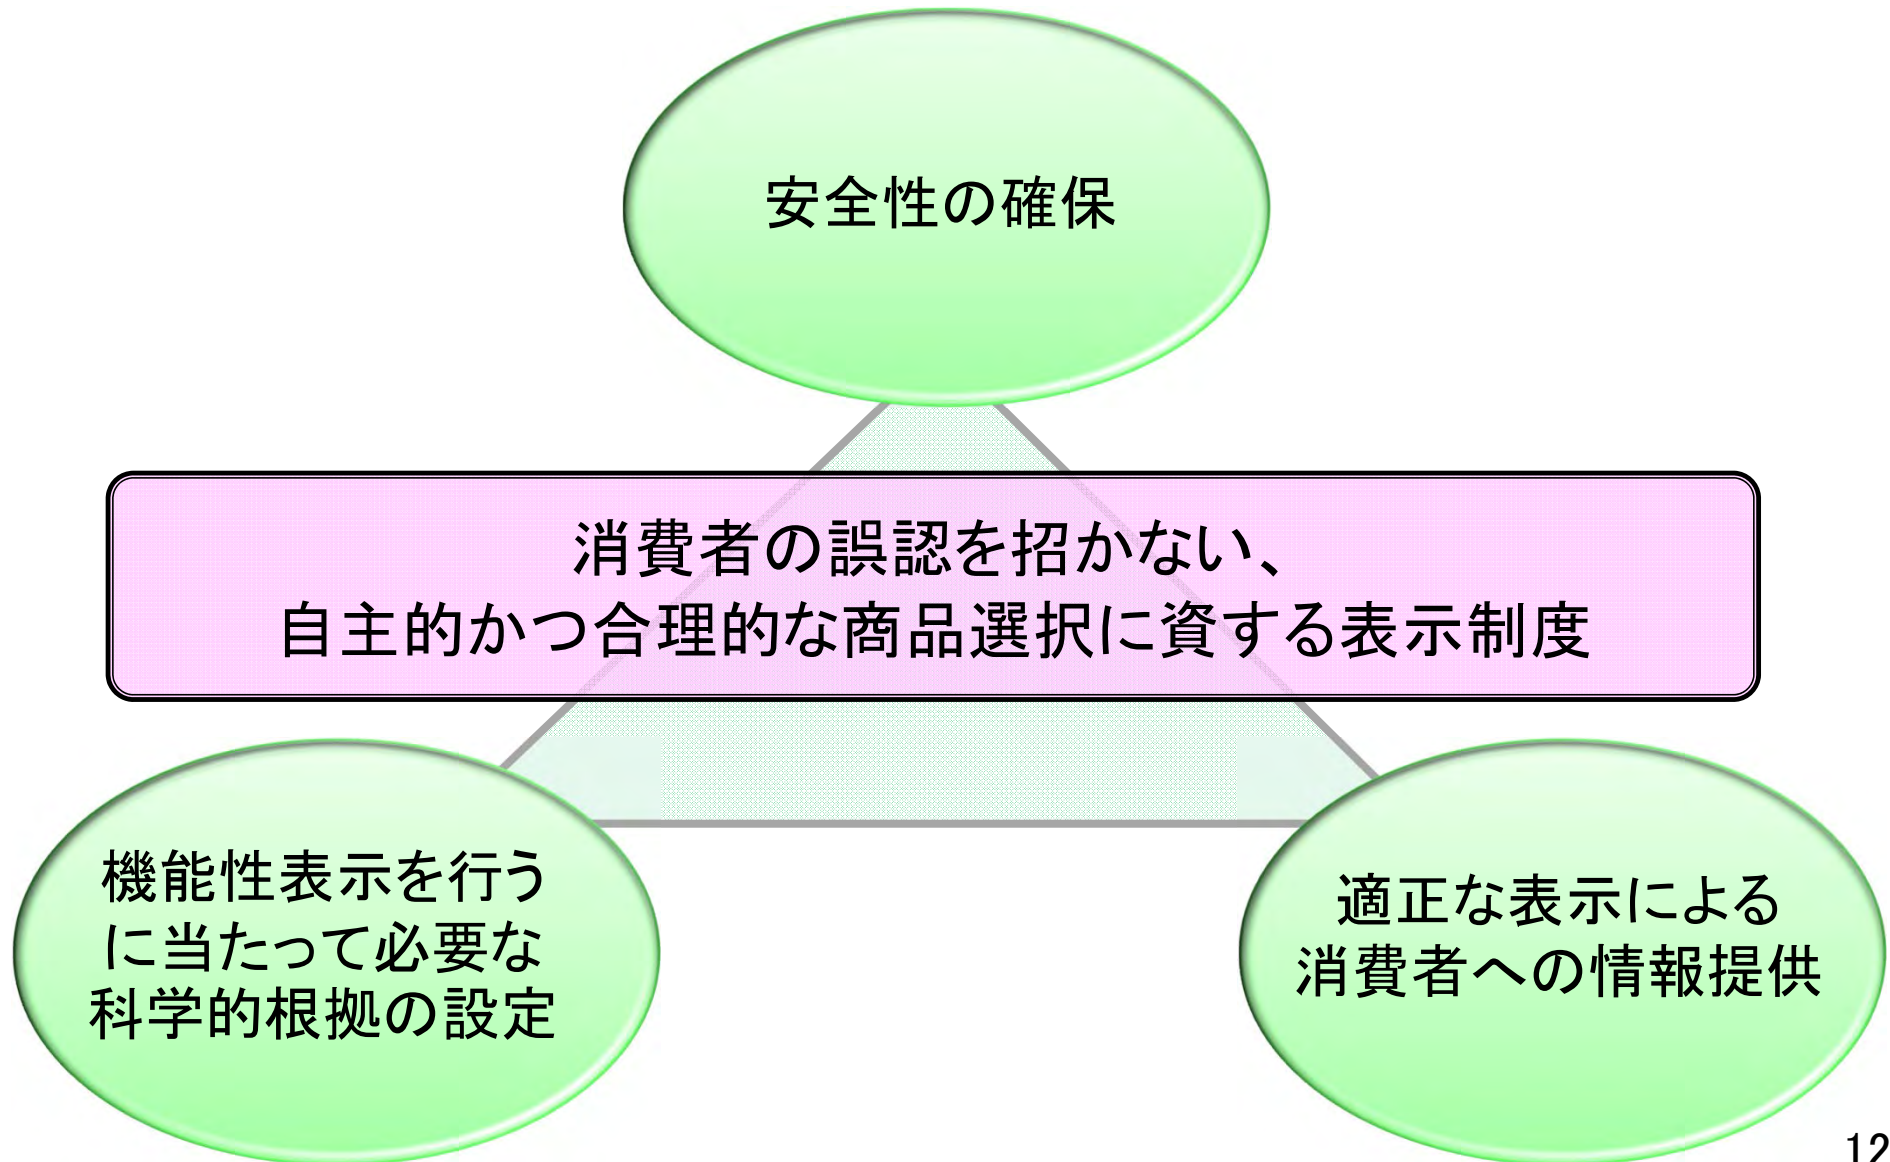 安全性の確保
消費者の誤認を招かない、
自主的かつ合理的な商品選択に資する表示制度
機能性表示を行う
に当たって必要な
科学的根拠の設定
適正な表示による
消費者への情報提供
12